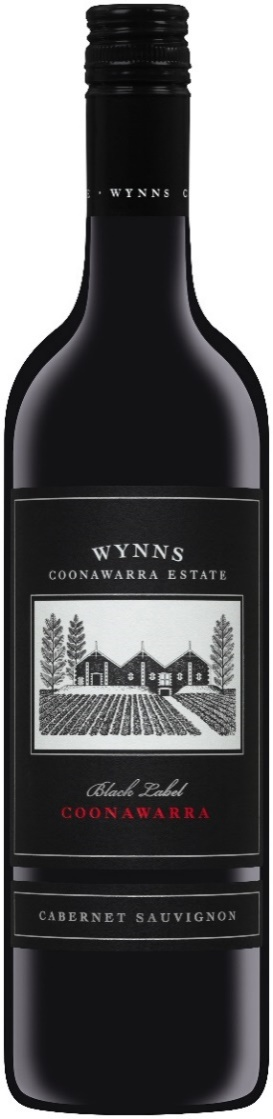 · WYNNS
WYNNS
COONAWARRA ESTATE
Black Label
COONAWARRA
CABERNET SAUVIGNON